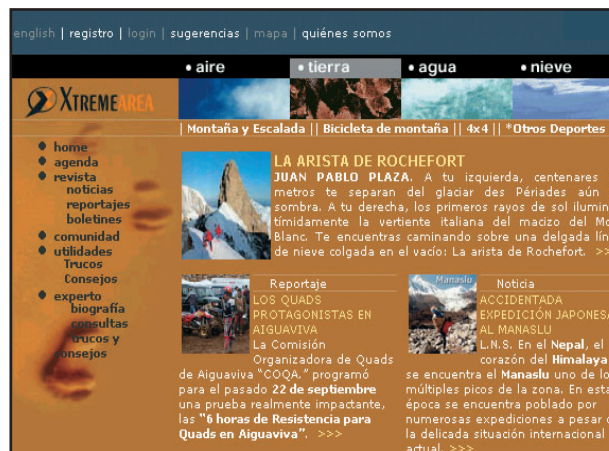 english | registro | login | sugerencias | mapa | quiénes somos
• aire • tierra • agua • nieve
XTREMEAREA
| Montaña y Escalada || Bicicleta de montaña || 4x4 || *Otros Deportes
home
agenda
revista
noticias
reportajes
boletines
comunidad
utilidades
Trucos
Consejos
experto
biografía
consultas
trucos y
consejos
LA ARISTA DE ROCHEFORT
JUAN PABLO PLAZA. A tu izquierda, centenares
metros te separan del glaciar des Périades aún
sombra. A tu derecha, los primeros rayos de sol ilumin
tímidamente la vertiente italiana del macizo del Mo
Blanc. Te encuentras caminando sobre una delgada lín
de nieve colgada en el vacío: La arista de Rochefort. >>
Reportaje
LOS QUADS
PROTAGONISTAS EN
AIGUAVIVA
La Comisión
Organizadora de Quads
de Aiguaviva "COQA," programó
para el pasado 22 de septiembre
una prueba realmente impactante,
las "6 horas de Resistencia para
Quads en Aiguaviva". >>>
Manaslu
Noticia
ACCIDENTADA
EXPEDICIÓN JAPONESA
AL MANASLU
L.N.S. En el Nepal, el
corazón del Himalaya
se encuentra el Manaslu uno de lo
múltiples picos de la zona. En esta
época se encuentra poblado por
numerosas expediciones a pesar d
la delicada situación internacional
actual. >>>